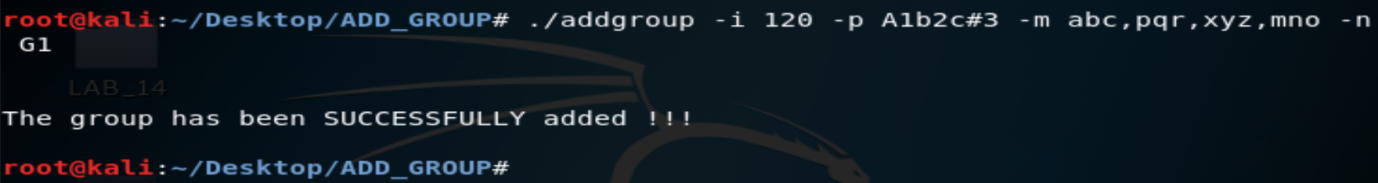 root@kali:~/Desktop/ADD_GROUP# ./addgroup -i 120 -p A1b2c#3 -m abc,pqr,xyz,mno -n
G1
LAB_14
The group has been SUCCESSFULLY added !!!
root@kali:~/Desktop/ADD_GROUP#